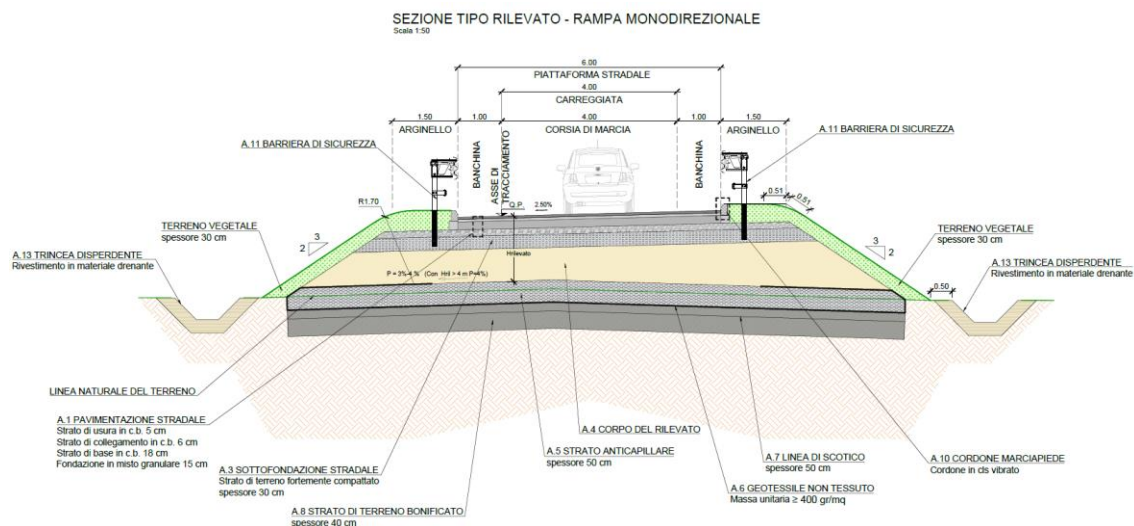 SEZIONE TIPO RILEVATO - RAMPA MONODIREZIONALE
Scala 1:50
6.00
PIATTAFORMA STRADALE
4.00
CARREGGIATA
1.50
1.00
4.00
1.00
1.50
ARGINELLO
CORSIA DI MARCIA
ARGINELLO
A.11 BARRIERA DI SICUREZZA
A.11 BARRIERA DI SICUREZZA
BANCHINA
ASSE DI
TRACCIAMENTO
BANCHINA
0.51
0.51
R1.70
Q.P.
2.50%
TERRENO VEGETALE
spessore 30 cm
3
2
3
2
TERRENO VEGETALE
spessore 30 cm
A.13 TRINCEA DISPERDENTE
Rivestimento in materiale drenante
A.13 TRINCEA DISPERDENTE
Rivestimento in materiale drenante
Hrilevato
P = 3%-4% (Con Hril > 4 m P=4%)
0.50
LINEA NATURALE DEL TERRENO
A.1 PAVIMENTAZIONE STRADALE
Strato di usura in c.b. 5 cm
Strato di collegamento in c.b. 6 cm
Strato di base in c.b. 18 cm
Fondazione in misto granulare 15 cm
A.4 CORPO DEL RILEVATO
A.5 STRATO ANTICAPILLARE
spessore 50 cm
A.7 LINEA DI SCOTICO
spessore 50 cm
A.10 CORDONE MARCIAPIEDE
Cordone in cls vibrato
A.3 SOTTOFONDAZIONE STRADALE
Strato di terreno fortemente compattato
spessore 30 cm
A.6 GEOTESSILE NON TESSUTO
Massa unitaria ≥ 400 gr/mq
A.8 STRATO DI TERRENO BONIFICATO
spessore 40 cm